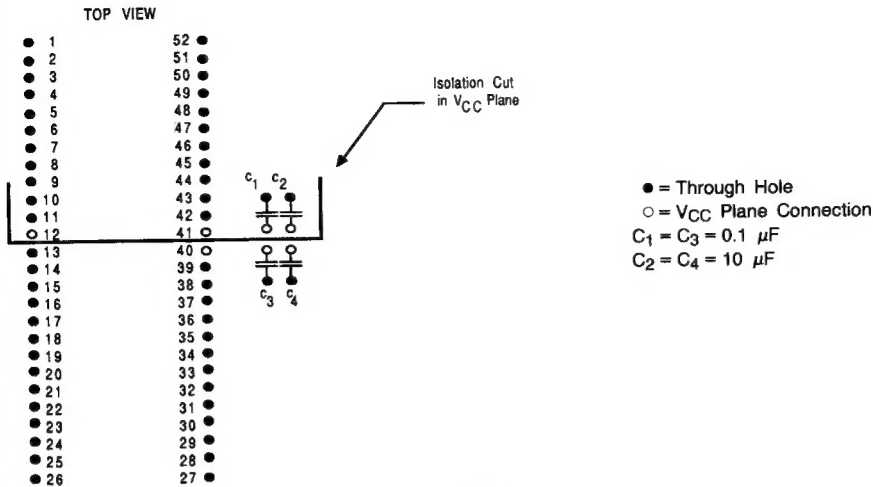 TOP VIEW
1 52
2 51
3 50
4 49
5 48
6 47
7 46
8 45
9 44
10 43
11 42
12 41
13 40
14 39
15 38
16 37
17 36
18 35
19 34
20 33
21 32
22 31
23 30
24 29
25 28
26 27
C1 C2
C3 C4
Isolation Cut
in VCC Plane
● = Through Hole
○ = VCC Plane Connection
C1 = C3 = 0.1 µF
C2 = C4 = 10 µF